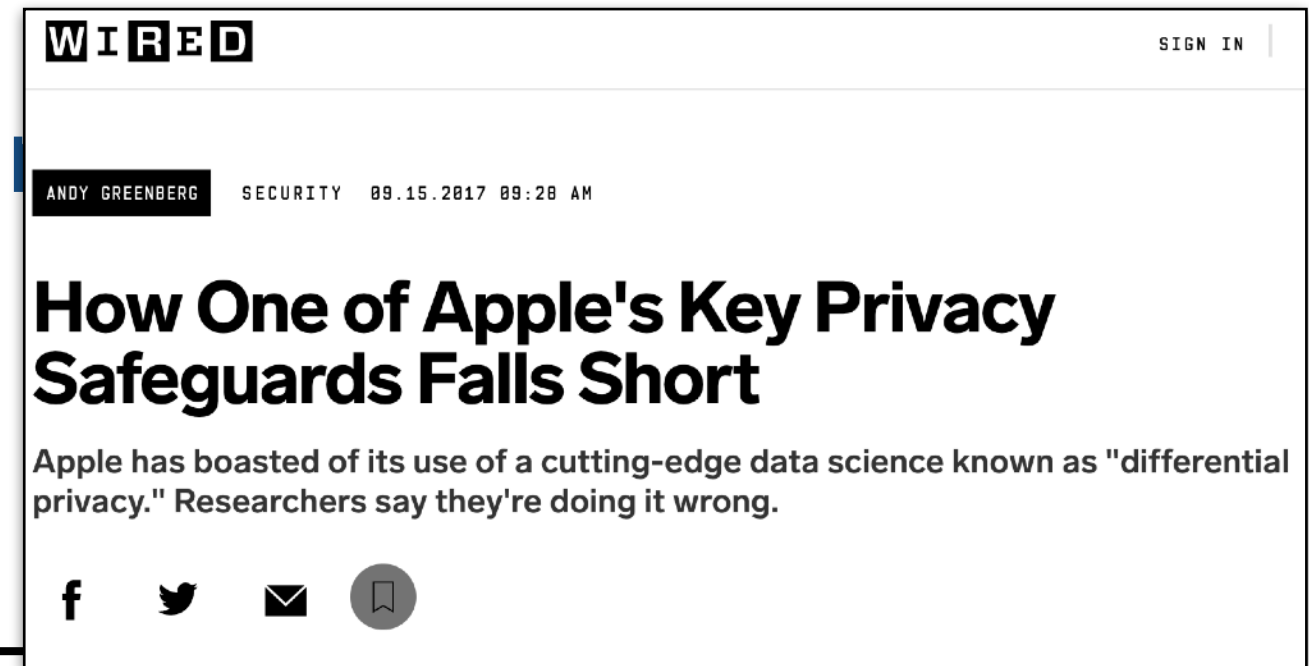 WIRED
SIGN IN
ANDY GREENBERG SECURITY 09.15.2017 09:28 AM
How One of Apple's Key Privacy
Safeguards Falls Short
Apple has boasted of its use of a cutting-edge data science known as "differential
privacy." Researchers say they're doing it wrong.